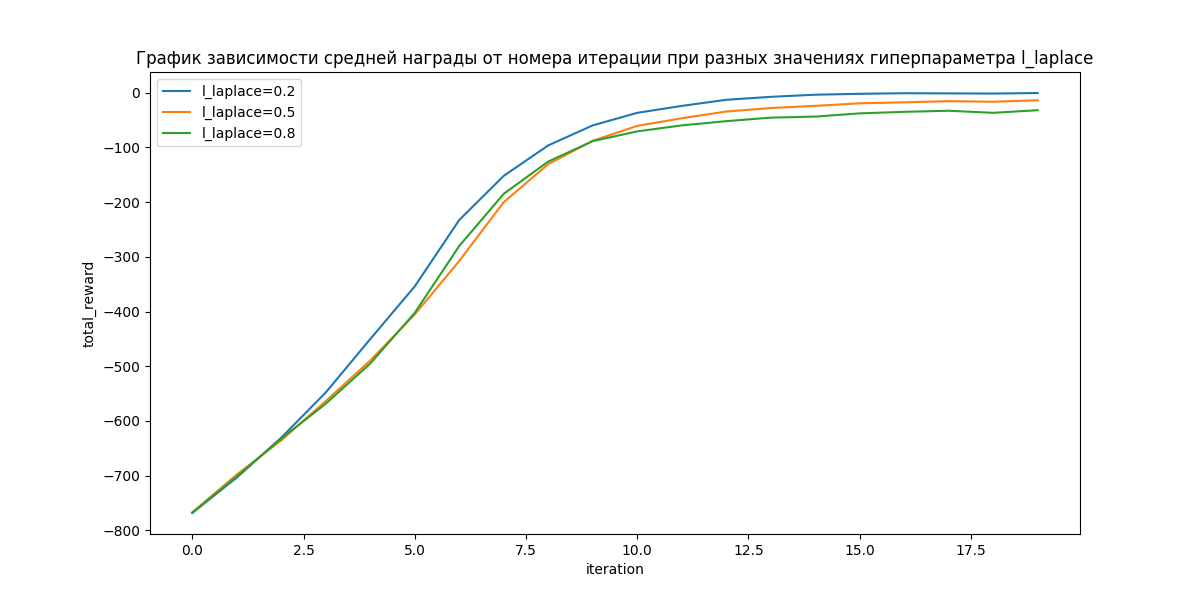 График зависимости средней награды от номера итерации при разных значениях гиперпараметра l_laplace
l_laplace=0.2
l_laplace=0.5
l_laplace=0.8
total_reward
0
−100
−200
−300
−400
−500
−600
−700
−800
0.0 2.5 5.0 7.5 10.0 12.5 15.0 17.5
iteration